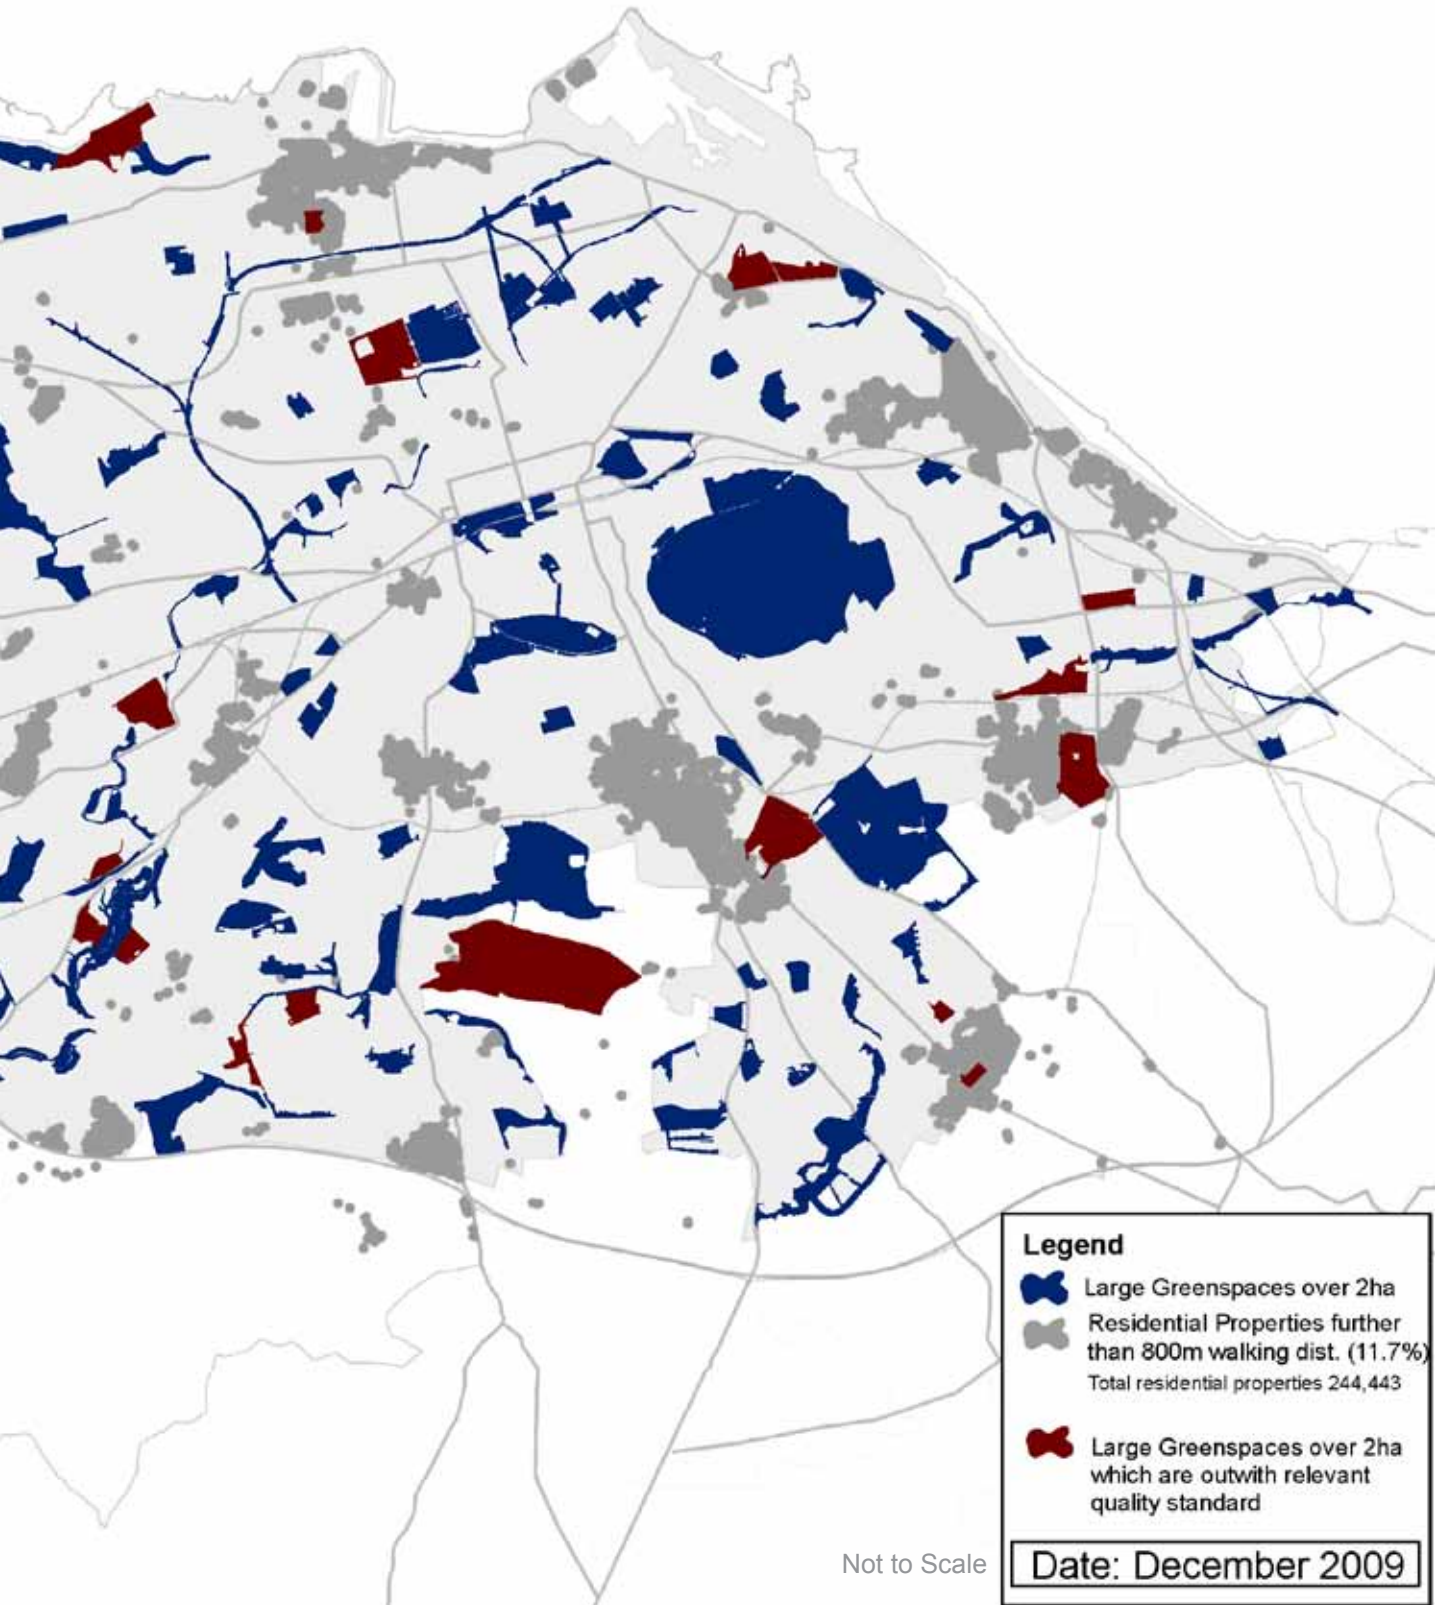 Legend
Large Greenspaces over 2ha
Residential Properties further
than 800m walking dist. (11.7%)
Total residential properties 244,443
Large Greenspaces over 2ha
which are outwith relevant
quality standard
Not to Scale
Date: December 2009